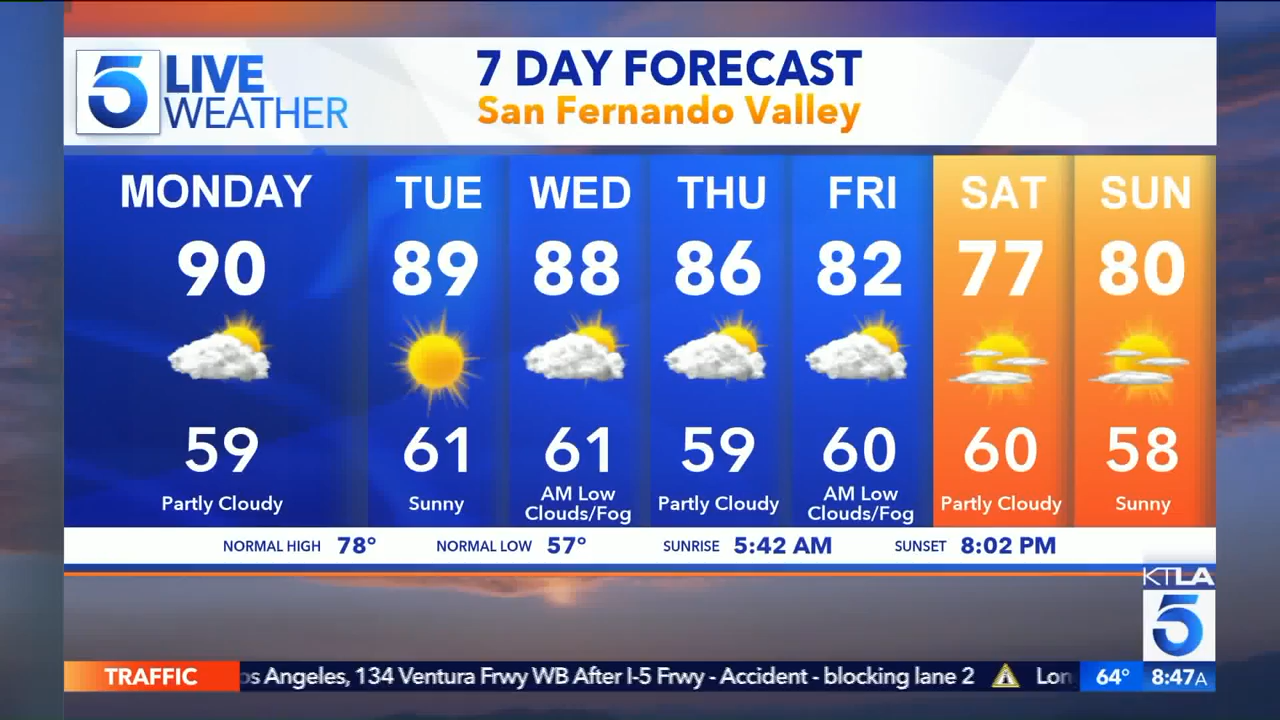 5 LIVE WEATHER
7 DAY FORECAST
San Fernando Valley
MONDAY TUE WED THU FRI SAT SUN
90 89 88 86 82 77 80
59 61 61 59 60 60 58
Partly Cloudy
Sunny
AM Low
Clouds/Fog
Partly Cloudy
AM Low
Clouds/Fog
Partly Cloudy
Sunny
NORMAL HIGH 78° NORMAL LOW 57° SUNRISE 5:42 AM SUNSET 8:02 PM
KTLA
5
TRAFFIC os Angeles, 134 Ventura Frwy WB After I-5 Frwy - Accident - blocking lane 2 Lon 64° 8:47A